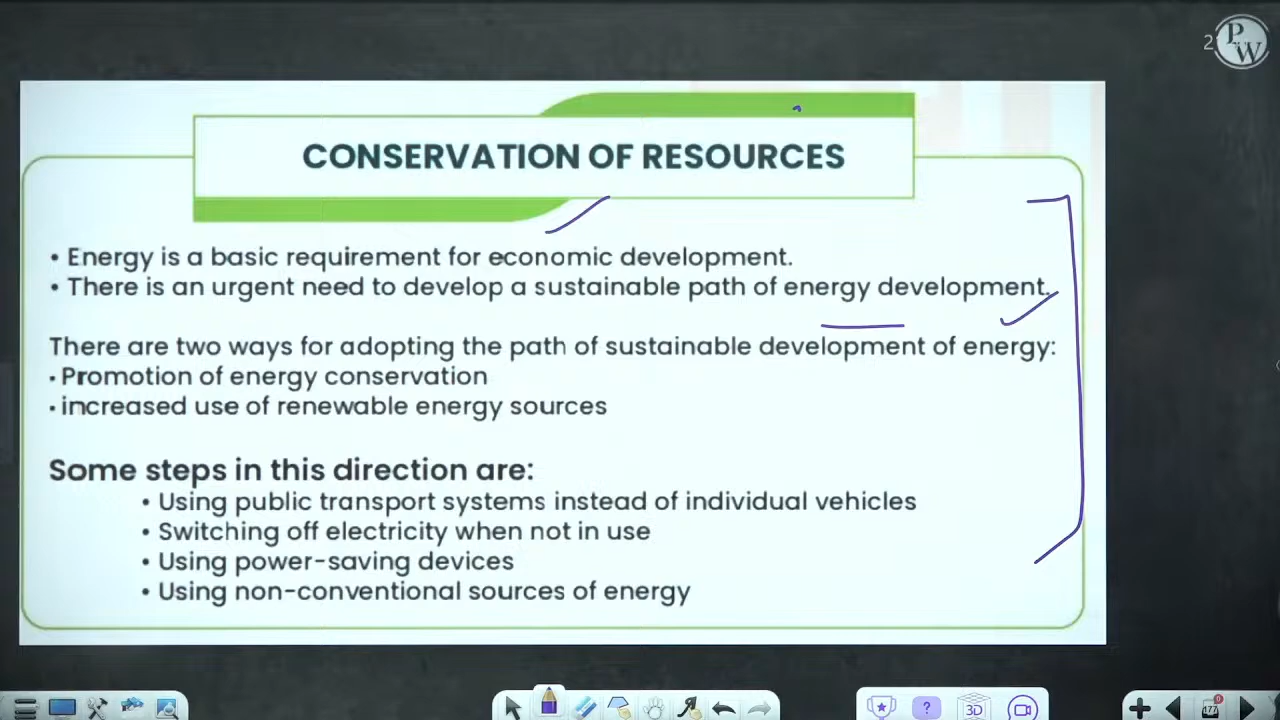 2
PW
CONSERVATION OF RESOURCES
• Energy is a basic requirement for economic development.
• There is an urgent need to develop a sustainable path of energy development.
There are two ways for adopting the path of sustainable development of energy:
• Promotion of energy conservation
• increased use of renewable energy sources
Some steps in this direction are:
• Using public transport systems instead of individual vehicles
• Switching off electricity when not in use
• Using power-saving devices
• Using non-conventional sources of energy
? 3D 177